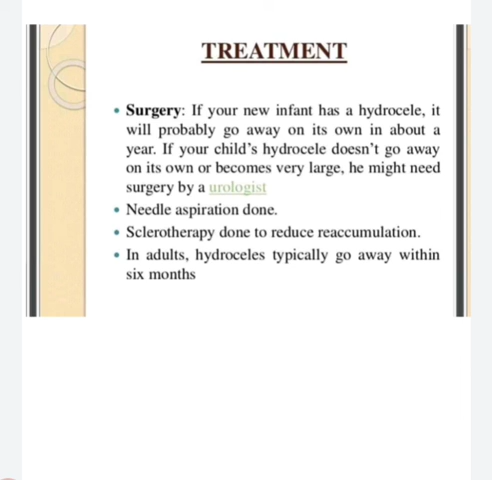 TREATMENT
• Surgery: If your new infant has a hydrocele, it
will probably go away on its own in about a
year. If your child's hydrocele doesn't go away
on its own or becomes very large, he might need
surgery by a urologist
• Needle aspiration done.
• Sclerotherapy done to reduce reaccumulation.
• In adults, hydroceles typically go away within
six months